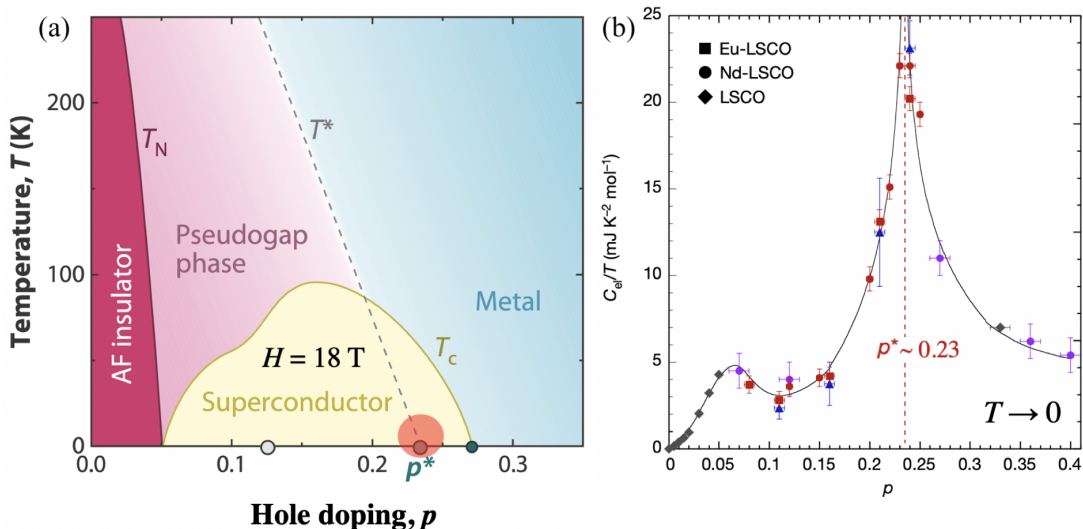 (a)
Temperature, T (K)
200
100
0
0.0
0.1
0.2
0.3
Hole doping, p
AF insulator
T_N
Pseudogap
phase
T*
Metal
T_c
H = 18 T
Superconductor
p*
(b)
C_el/T (mJ K⁻² mol⁻¹)
25
20
15
10
5
0
0
0.05
0.1
0.15
0.2
0.25
0.3
0.35
0.4
p
Eu-LSCO
Nd-LSCO
LSCO
p* ~ 0.23
T → 0